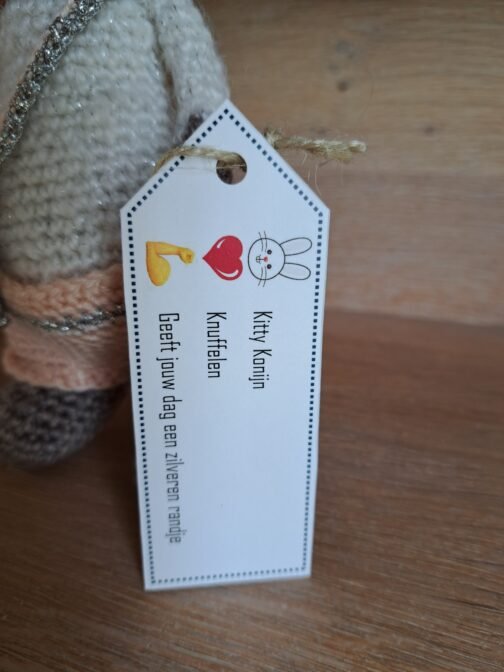 Kitty Konijn
Knuffelen
Geeft jouw dag een zilveren randje